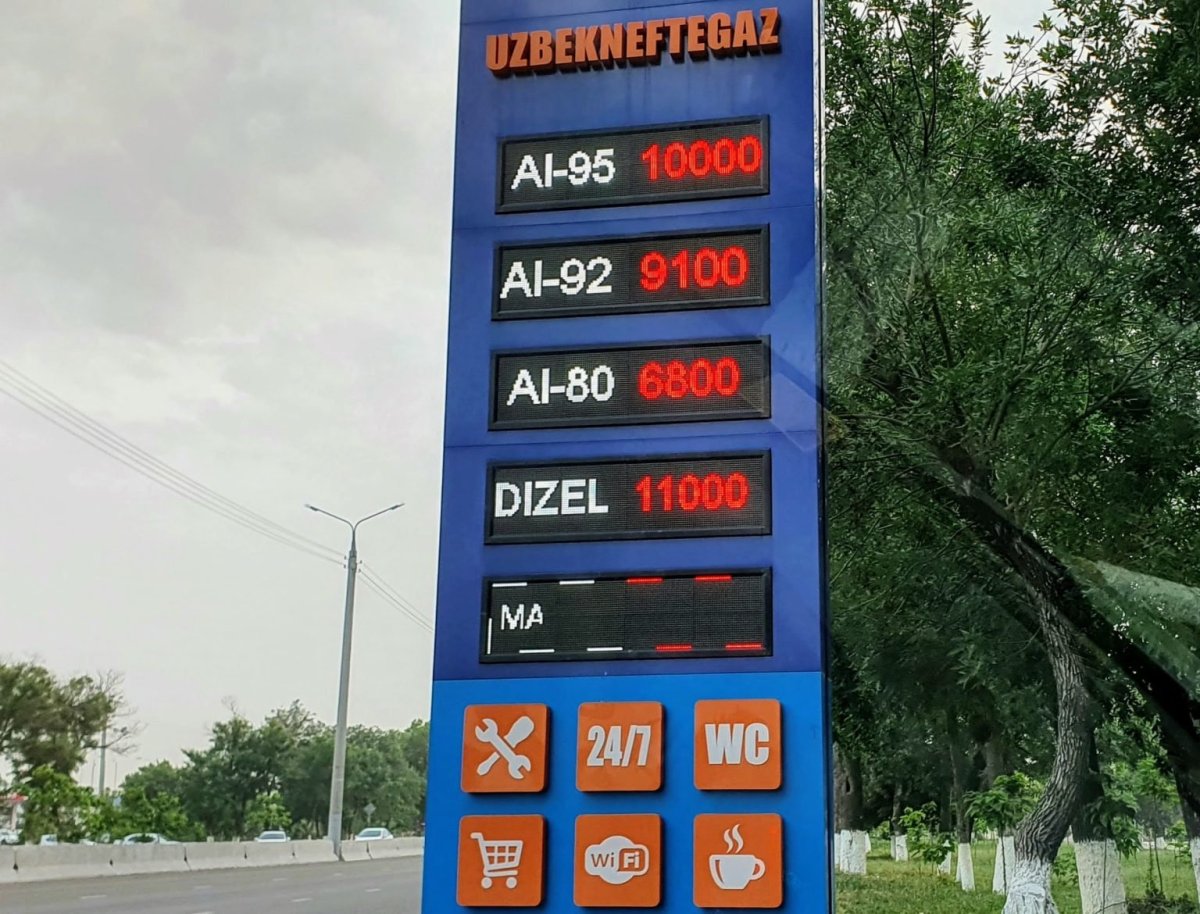 UZBEKNEFTEGAZ
AI-95 10000
AI-92 9100
AI-80 6800
DIZEL 11000
MA
24/7 WC
WiFi